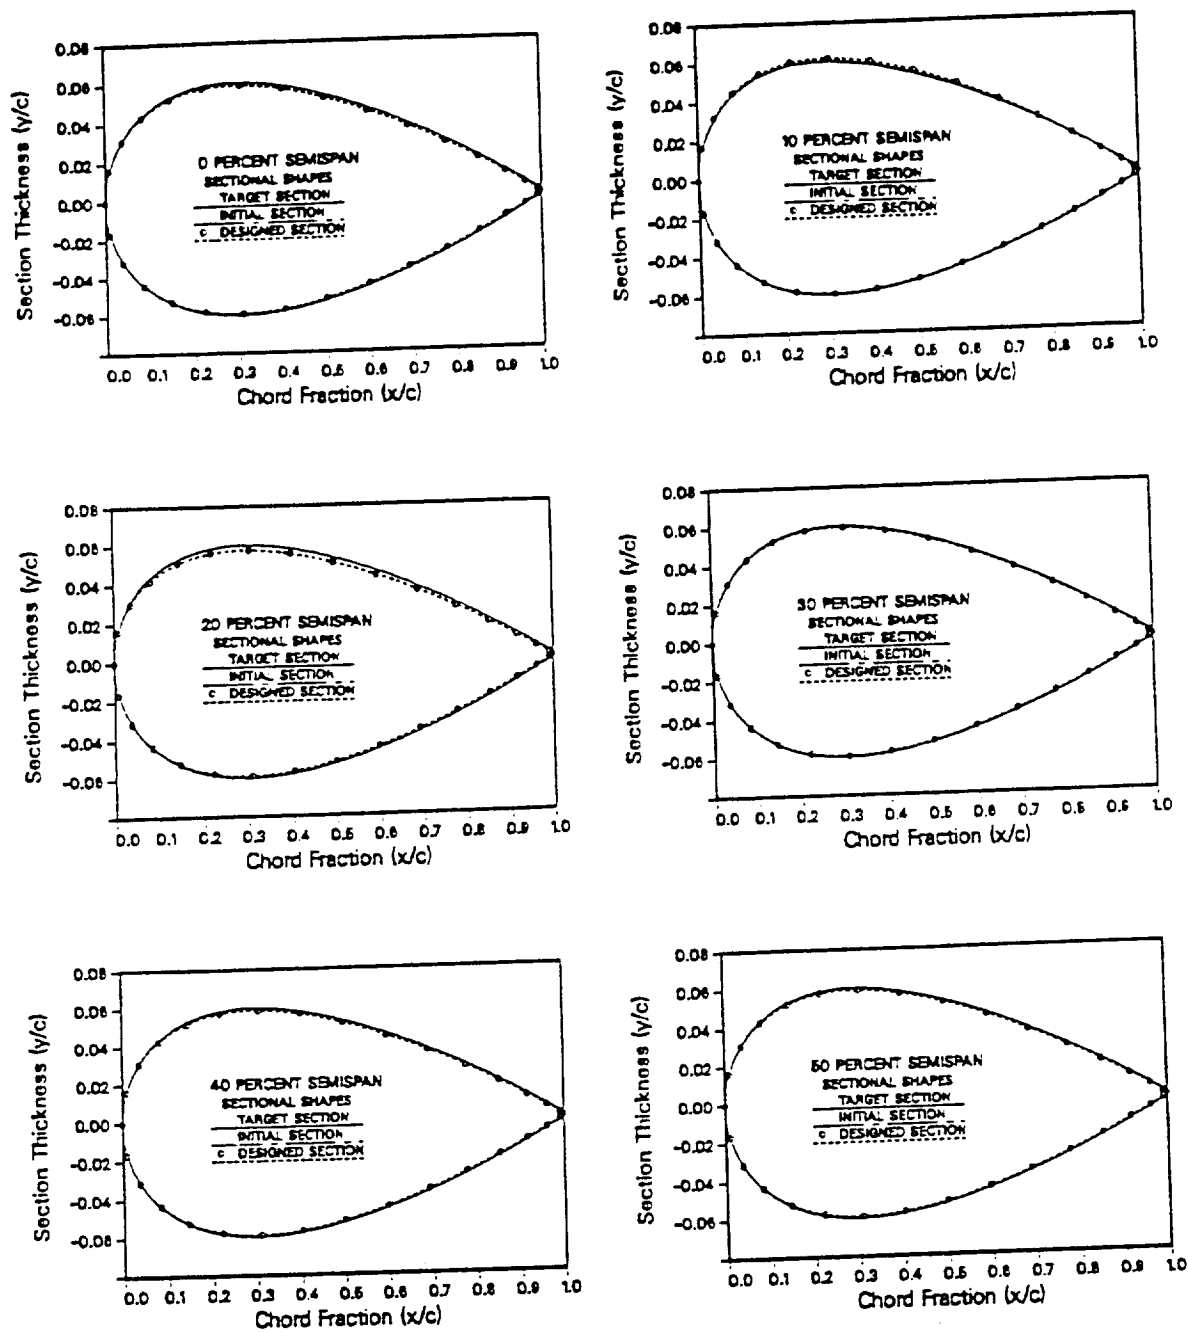 0.08
0.06
0.04
0.02
0.00
-0.02
-0.04
-0.06
Section Thickness (y/c)
0 PERCENT SEMISPAN
SECTIONAL SHAPES
TARGET SECTION
INITIAL SECTION
c DESIGNED SECTION
0.0 0.1 0.2 0.3 0.4 0.5 0.6 0.7 0.8 0.9 1.0
Chord Fraction (x/c)
0.08
0.06
0.04
0.02
0.00
-0.02
-0.04
-0.06
Section Thickness (y/c)
10 PERCENT SEMISPAN
SECTIONAL SHAPES
TARGET SECTION
INITIAL SECTION
c DESIGNED SECTION
0.0 0.1 0.2 0.3 0.4 0.5 0.6 0.7 0.8 0.9 1.0
Chord Fraction (x/c)
0.08
0.06
0.04
0.02
0.00
-0.02
-0.04
-0.06
Section Thickness (y/c)
20 PERCENT SEMISPAN
SECTIONAL SHAPES
TARGET SECTION
INITIAL SECTION
c DESIGNED SECTION
0.0 0.1 0.2 0.3 0.4 0.5 0.6 0.7 0.8 0.9 1.0
Chord Fraction (x/c)
0.08
0.06
0.04
0.02
0.00
-0.02
-0.04
-0.06
Section Thickness (y/c)
30 PERCENT SEMISPAN
SECTIONAL SHAPES
TARGET SECTION
INITIAL SECTION
c DESIGNED SECTION
0.0 0.1 0.2 0.3 0.4 0.5 0.6 0.7 0.8 0.9 1.0
Chord Fraction (x/c)
0.08
0.06
0.04
0.02
0.00
-0.02
-0.04
-0.06
Section Thickness (y/c)
40 PERCENT SEMISPAN
SECTIONAL SHAPES
TARGET SECTION
INITIAL SECTION
c DESIGNED SECTION
0.0 0.1 0.2 0.3 0.4 0.5 0.6 0.7 0.8 0.9 1.0
Chord Fraction (x/c)
0.08
0.06
0.04
0.02
0.00
-0.02
-0.04
-0.06
Section Thickness (y/c)
50 PERCENT SEMISPAN
SECTIONAL SHAPES
TARGET SECTION
INITIAL SECTION
c DESIGNED SECTION
0.0 0.1 0.2 0.3 0.4 0.5 0.6 0.7 0.8 0.9 1.0
Chord Fraction (x/c)